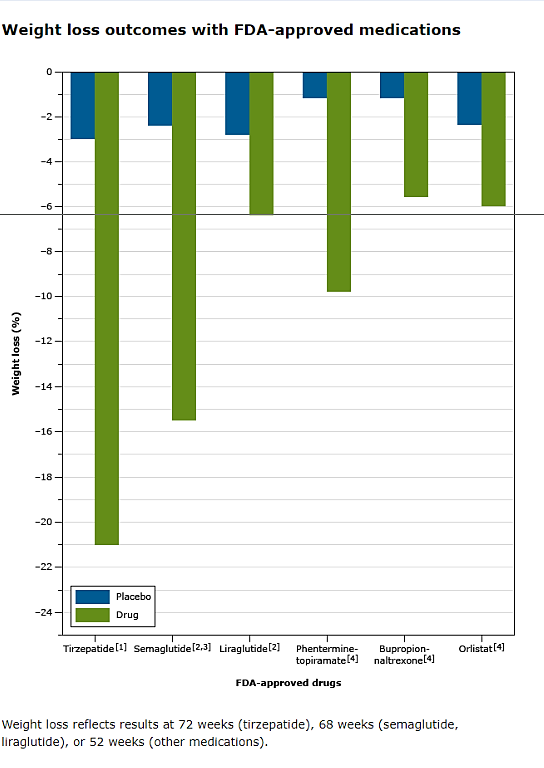 Weight loss outcomes with FDA-approved medications
0
−2
−4
−6
−8
−10
−12
−14
−16
−18
−20
−22
−24
Weight loss (%)
Placebo
Drug
Tirzepatide[1] Semaglutide[2,3] Liraglutide[2] Phentermine-topiramate[4] Bupropion-naltrexone[4] Orlistat[4]
FDA-approved drugs
Weight loss reflects results at 72 weeks (tirzepatide), 68 weeks (semaglutide,
liraglutide), or 52 weeks (other medications).